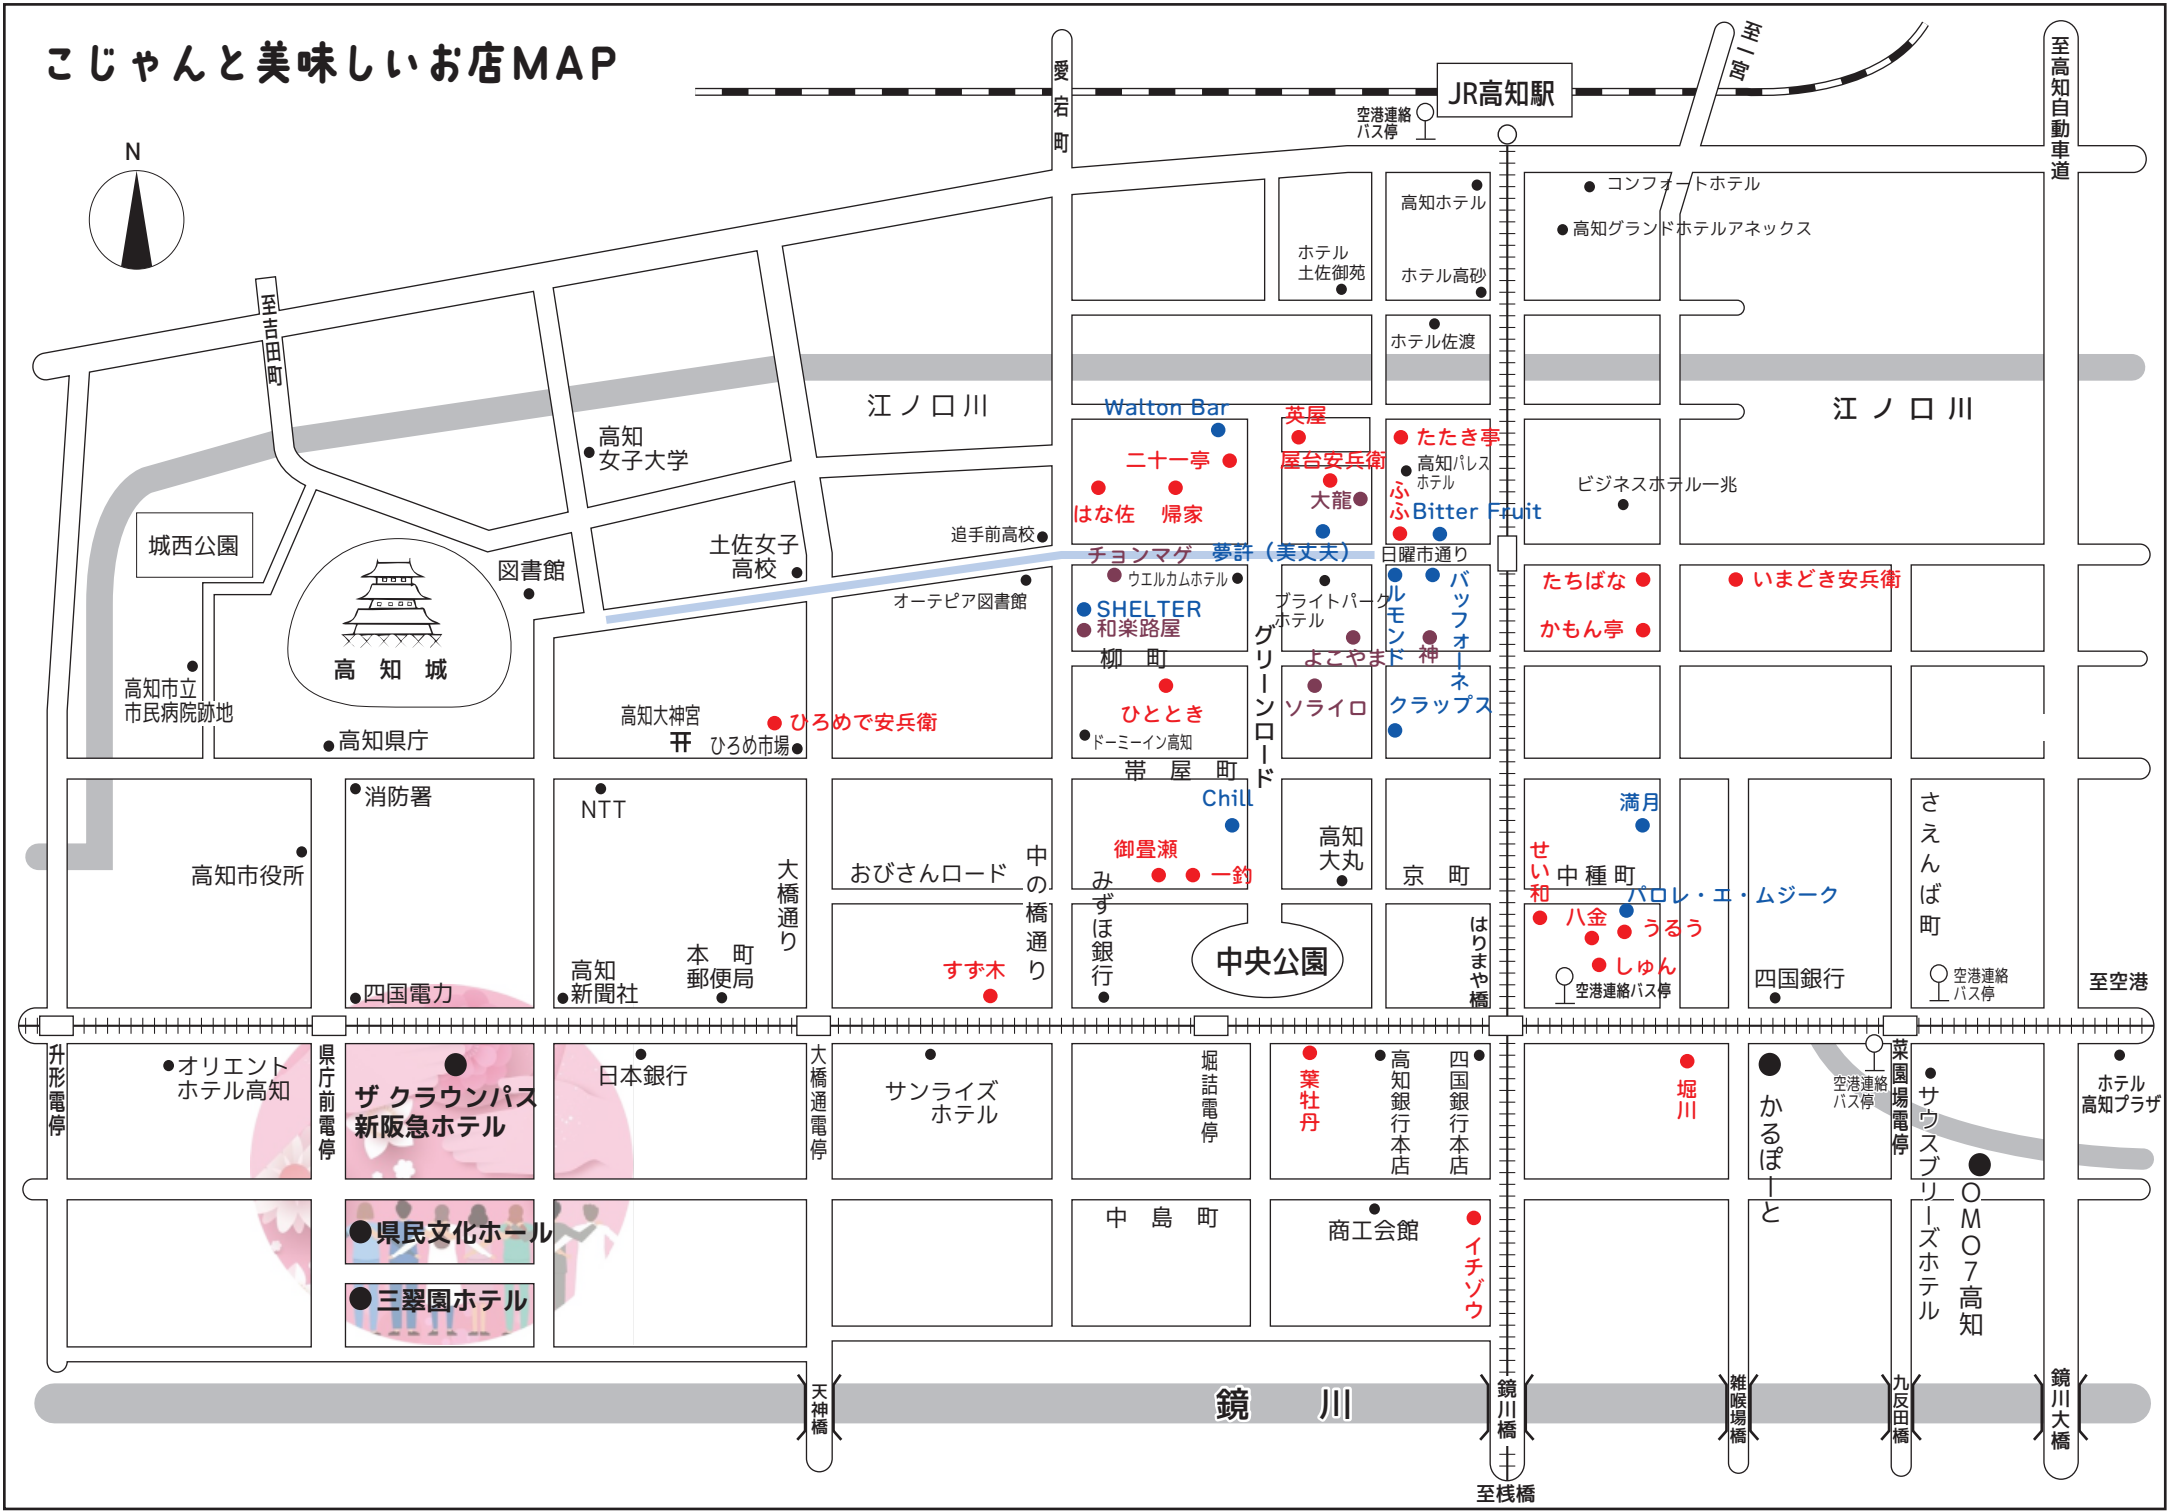 こじゃんと美味しいお店MAP
N
愛宕町
JR高知駅
空港連絡
バス停
至一宮
至高知自動車道
高知ホテル
コンフォートホテル
高知グランドホテルアネックス
ホテル
土佐御苑
ホテル高砂
ホテル佐渡
至吉田町
江ノ口川
江ノ口川
高知
女子大学
Walton Bar
英屋
たたき亭
二十一亭
屋台安兵衛
高知パレス
ホテル
はな佐
帰家
大龍
ふふ
Bitter Fruit
ビジネスホテル一兆
城西公園
図書館
土佐女子
高校
追手前高校
チョンマゲ
夢許（美丈夫）
日曜市通り
ウエルカムホテル
オーテピア図書館
ブライトパーク
ホテル
ルモンド
バッフォーネ
たちばな
いまどき安兵衛
SHELTER
和楽路屋
かもん亭
グリーンロード
高知城
柳町
よこやま
神
高知市立
市民病院跡地
ひととき
ソライロ
クラップス
高知大神宮
ひろめで安兵衛
ひろめ市場
高知県庁
ドーミーイン高知
帯屋町
消防署
NTT
Chill
満月
さえんば町
高知市役所
大橋通り
おびさんロード
中の橋通り
みずほ銀行
御畳瀬
一釣
高知
大丸
京町
せい和
中種町
パロレ・エ・ムジーク
八金
うるう
はりまや橋
しゅん
中央公園
すず木
本町
郵便局
高知
新聞社
四国電力
空港連絡バス停
四国銀行
空港連絡
バス停
至空港
升形電停
オリエント
ホテル高知
県庁前電停
ザ クラウンパス
新阪急ホテル
日本銀行
大橋通電停
サンライズ
ホテル
堀詰電停
葉牡丹
高知銀行本店
四国銀行本店
堀川
かるぽーと
空港連絡
バス停
菜園場電停
サウスブリーズホテル
ホテル
高知プラザ
OMO7高知
県民文化ホール
三翠園ホテル
中島町
商工会館
イチゾウ
天神橋
鏡川
鏡川橋
雑喉場橋
九反田橋
鏡川大橋
至桟橋